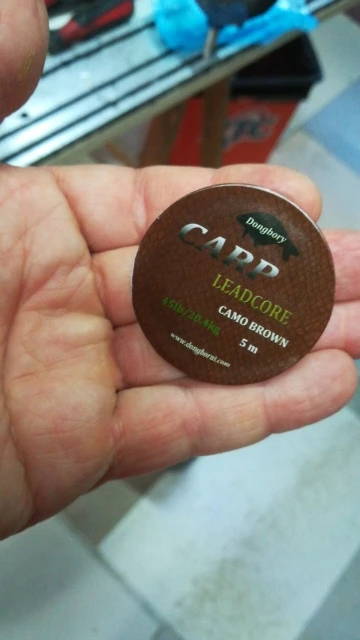 Dongbory
CARP
LEADCORE
45lb/20.4kg
CAMO BROWN
5 m
www.dongborui.com